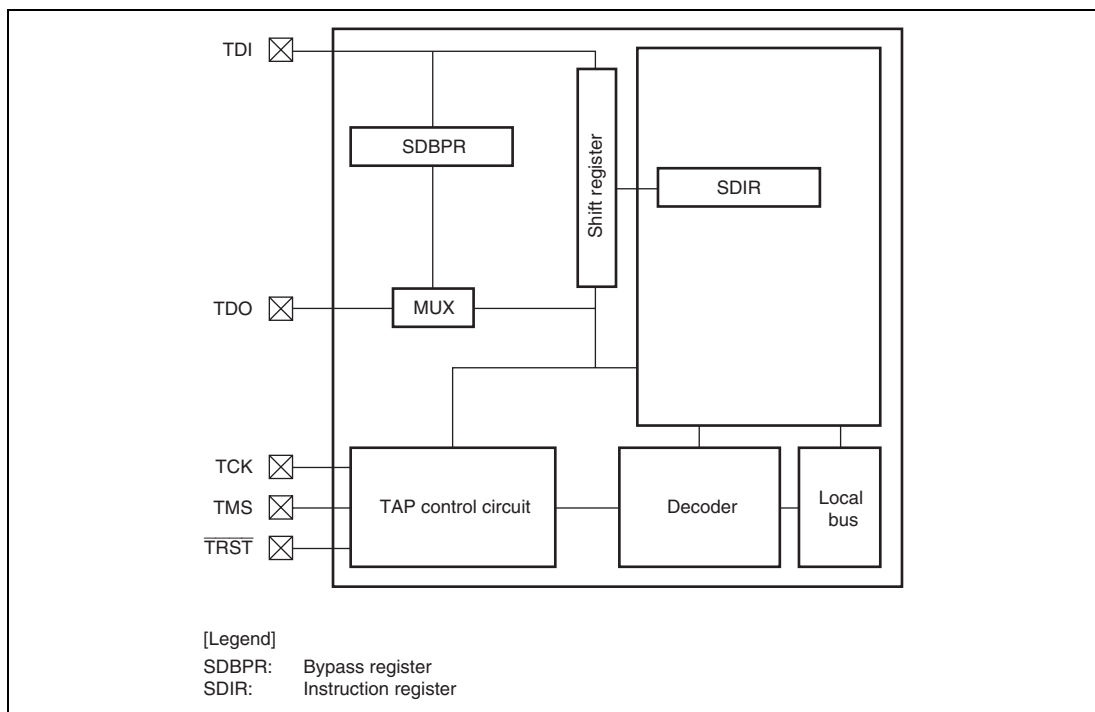 TDI
SDBPR
Shift register
SDIR
TDO
MUX
TCK
TMS
TRST
TAP control circuit
Decoder
Local
bus
[Legend]
SDBPR: Bypass register
SDIR: Instruction register